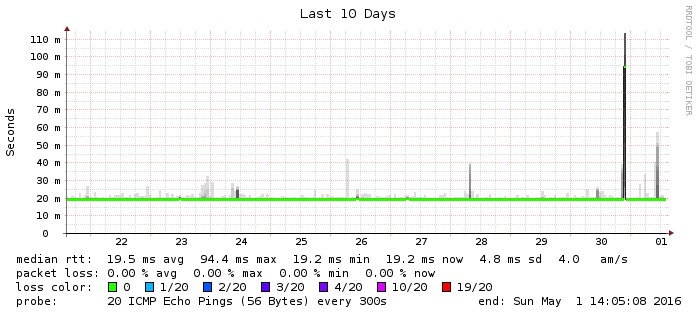 Last 10 Days
RRDTOOL / TOBI OETIKER
Seconds
110 m
100 m
90 m
80 m
70 m
60 m
50 m
40 m
30 m
20 m
10 m
0
22 23 24 25 26 27 28 29 30 01
median rtt: 19.5 ms avg 94.4 ms max 19.2 ms min 19.2 ms now 4.8 ms sd 4.0 am/s
packet loss: 0.00 % avg 0.00 % max 0.00 % min 0.00 % now
loss color: 0 1/20 2/20 3/20 4/20 10/20 19/20
probe: 20 ICMP Echo Pings (56 Bytes) every 300s end: Sun May 1 14:05:08 2016